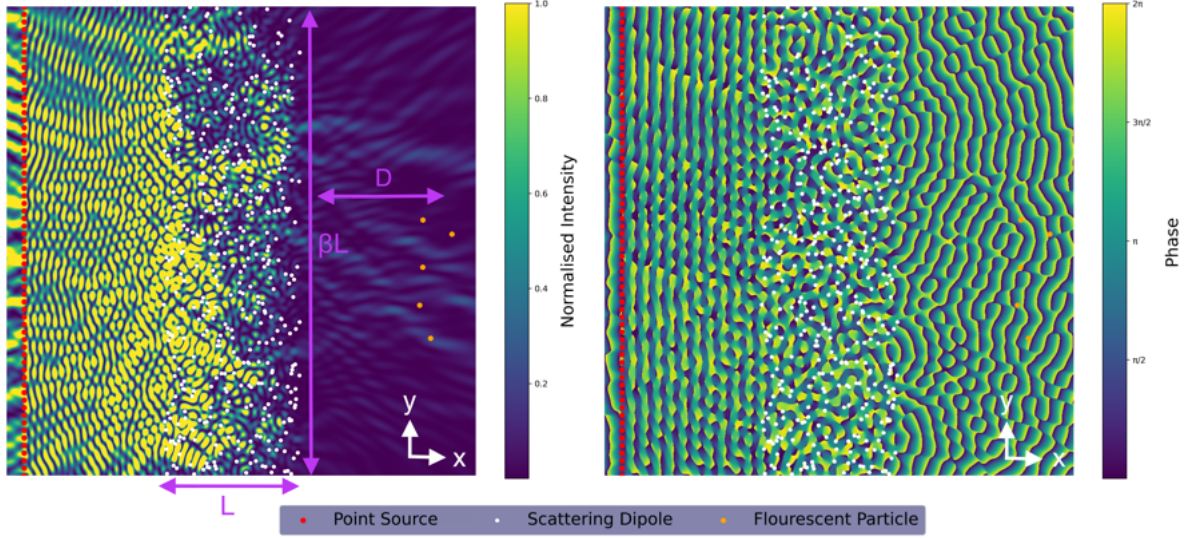 1.0
0.8
0.6
0.4
0.2
Normalised Intensity
D
βL
y
x
L
2π
3π/2
π
π/2
Phase
y
x
Point Source
Scattering Dipole
Flourescent Particle